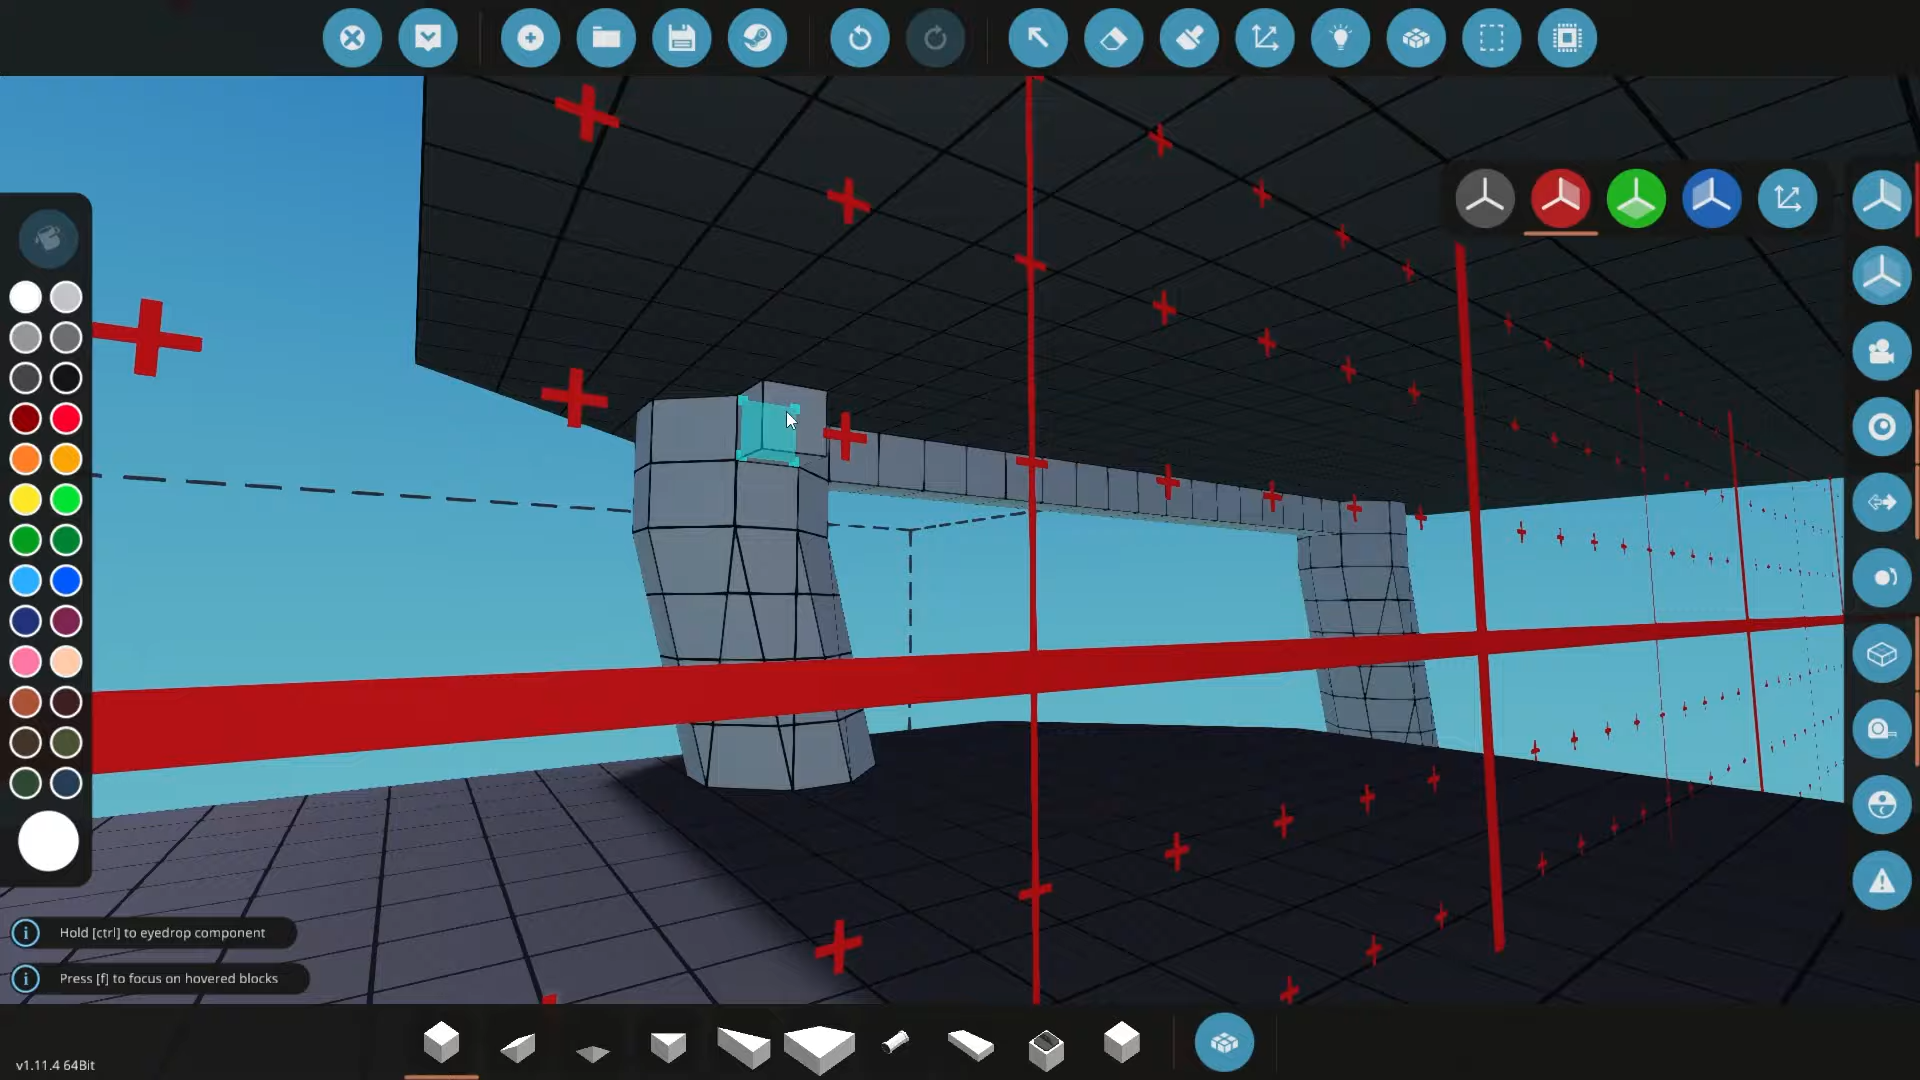 Hold [ctrl] to eyedrop component
Press [f] to focus on hovered blocks
v1.11.4 64Bit